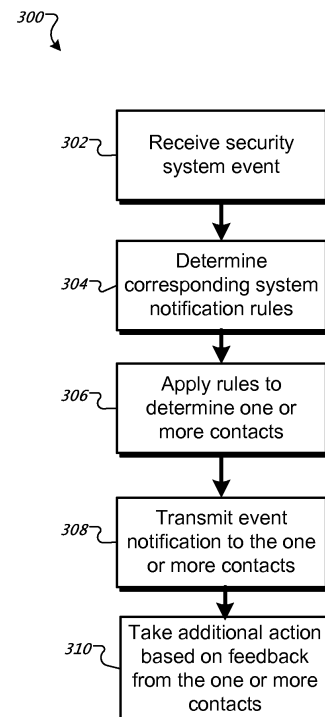 300
302
Receive security
system event
304
Determine
corresponding system
notification rules
306
Apply rules to
determine one or
more contacts
308
Transmit event
notification to the one
or more contacts
310
Take additional action
based on feedback
from the one or more
contacts